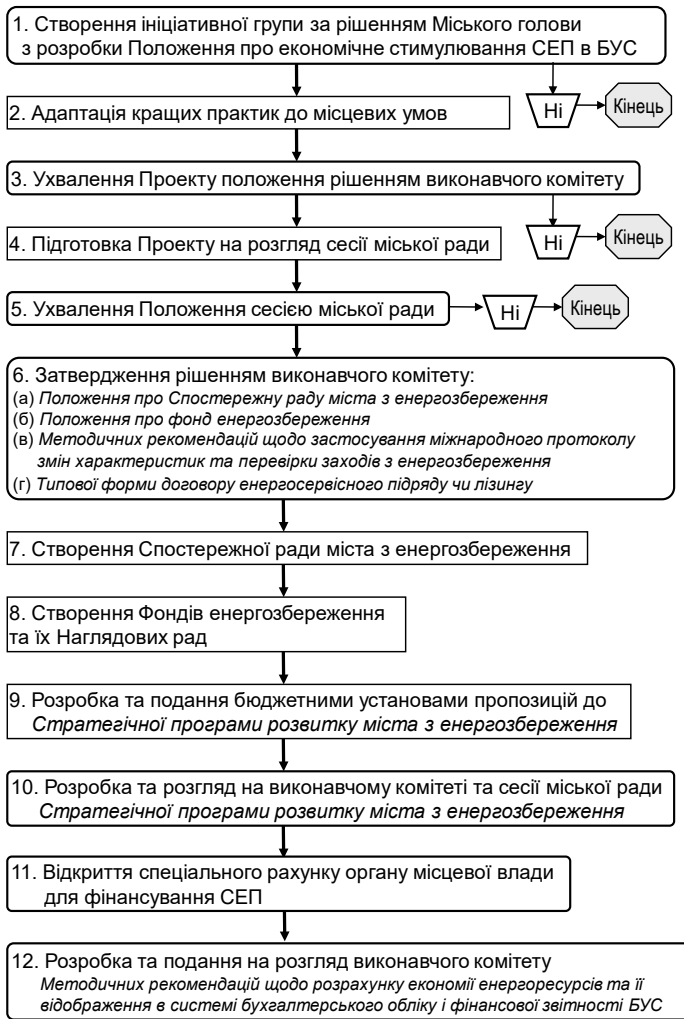 1. Створення ініціативної групи за рішенням Міського голови
з розробки Положення про економічне стимулювання СЕП в БУС
Ні
Кінець
2. Адаптація кращих практик до місцевих умов
3. Ухвалення Проекту положення рішенням виконавчого комітету
Ні
Кінець
4. Підготовка Проекту на розгляд сесії міської ради
5. Ухвалення Положення сесією міської ради
Ні
Кінець
6. Затвердження рішенням виконавчого комітету:
(а) Положення про Спостережну раду міста з енергозбереження
(б) Положення про фонд енергозбереження
(в) Методичних рекомендацій щодо застосування міжнародного протоколу
змін характеристик та перевірки заходів з енергозбереження
(г) Типової форми договору енергосервісного підряду чи лізингу
7. Створення Спостережної ради міста з енергозбереження
8. Створення Фондів енергозбереження
та їх Наглядових рад
9. Розробка та подання бюджетними установами пропозицій до
Стратегічної програми розвитку міста з енергозбереження
10. Розробка та розгляд на виконавчому комітеті та сесії міської ради
Стратегічної програми розвитку міста з енергозбереження
11. Відкриття спеціального рахунку органу місцевої влади
для фінансування СЕП
12. Розробка та подання на розгляд виконавчого комітету
Методичних рекомендацій щодо розрахунку економії енергоресурсів та її
відображення в системі бухгалтерського обліку і фінансової звітності БУС